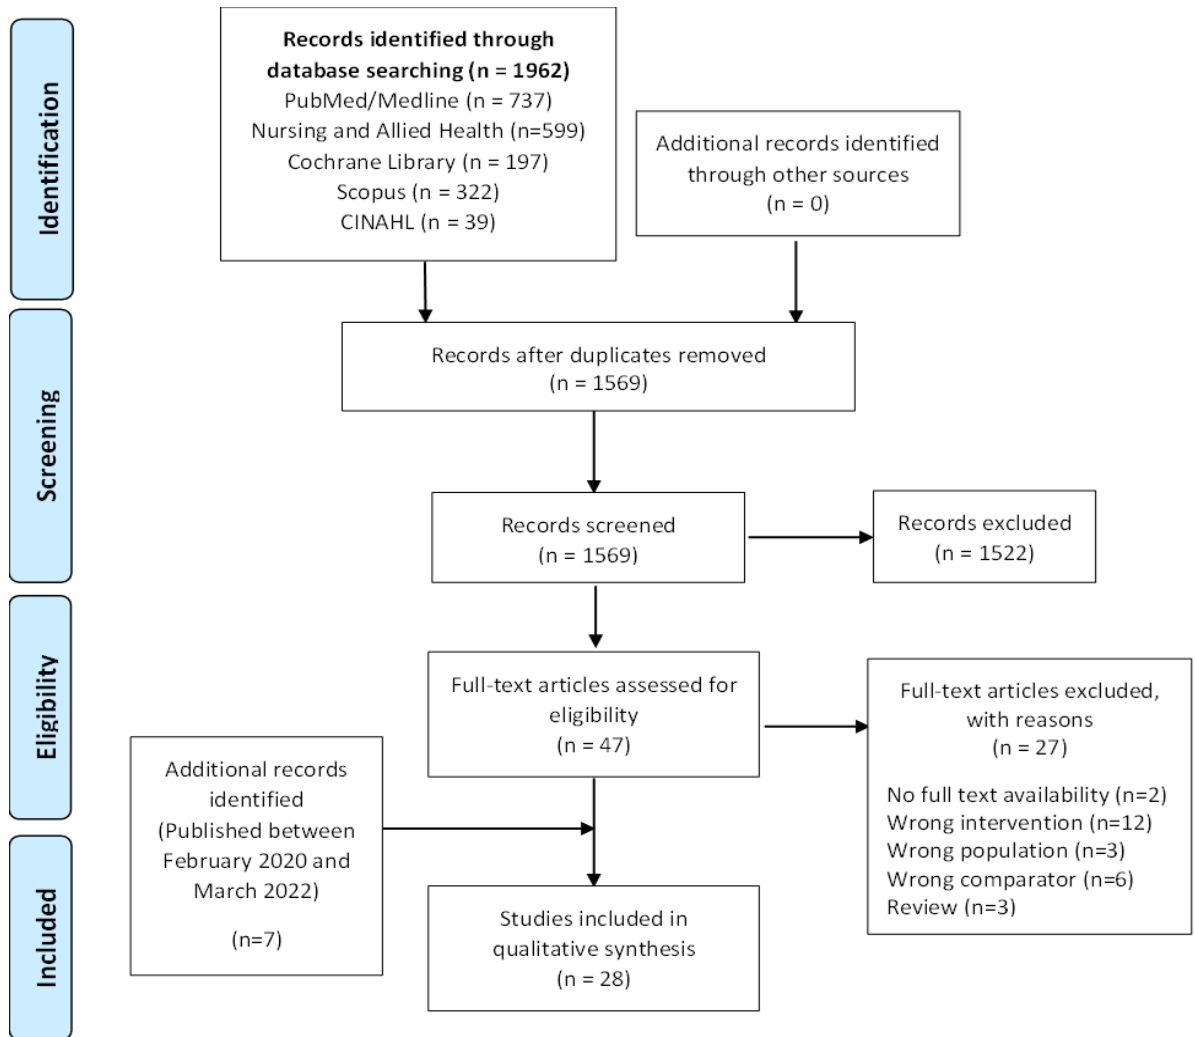 Identification
Records identified through
database searching (n = 1962)
PubMed/Medline (n = 737)
Nursing and Allied Health (n=599)
Cochrane Library (n = 197)
Scopus (n = 322)
CINAHL (n = 39)
Additional records identified
through other sources
(n = 0)
Screening
Records after duplicates removed
(n = 1569)
Records screened
(n = 1569)
Records excluded
(n = 1522)
Eligibility
Full-text articles assessed for
eligibility
(n = 47)
Full-text articles excluded,
with reasons
(n = 27)
No full text availability (n=2)
Wrong intervention (n=12)
Wrong population (n=3)
Wrong comparator (n=6)
Review (n=3)
Additional records
identified
(Published between
February 2020 and
March 2022)
(n=7)
Included
Studies included in
qualitative synthesis
(n = 28)